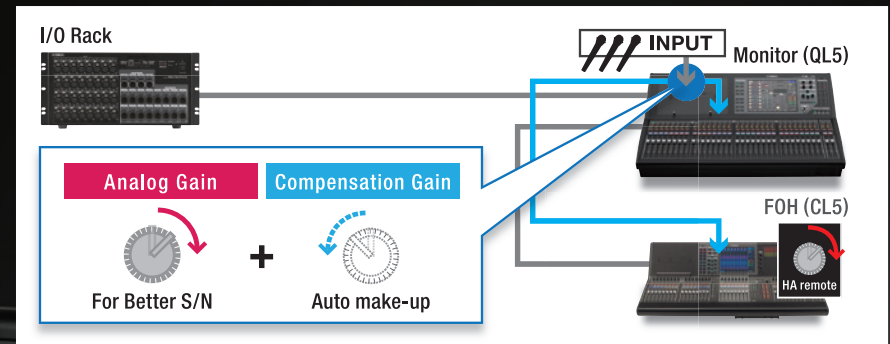 I/O Rack
INPUT
Monitor (QL5)
Analog Gain
Compensation Gain
+
For Better S/N
Auto make-up
FOH (CL5)
HA remote